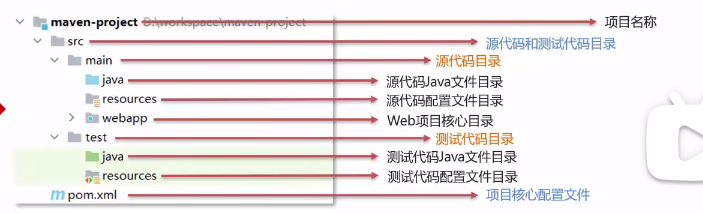 maven-project D:\workspace\maven-project 项目名称
src 源代码和测试代码目录
main 源代码目录
java 源代码Java文件目录
resources 源代码配置文件目录
webapp Web项目核心目录
test 测试代码目录
java 测试代码Java文件目录
resources 测试代码配置文件目录
m pom.xml 项目核心配置文件